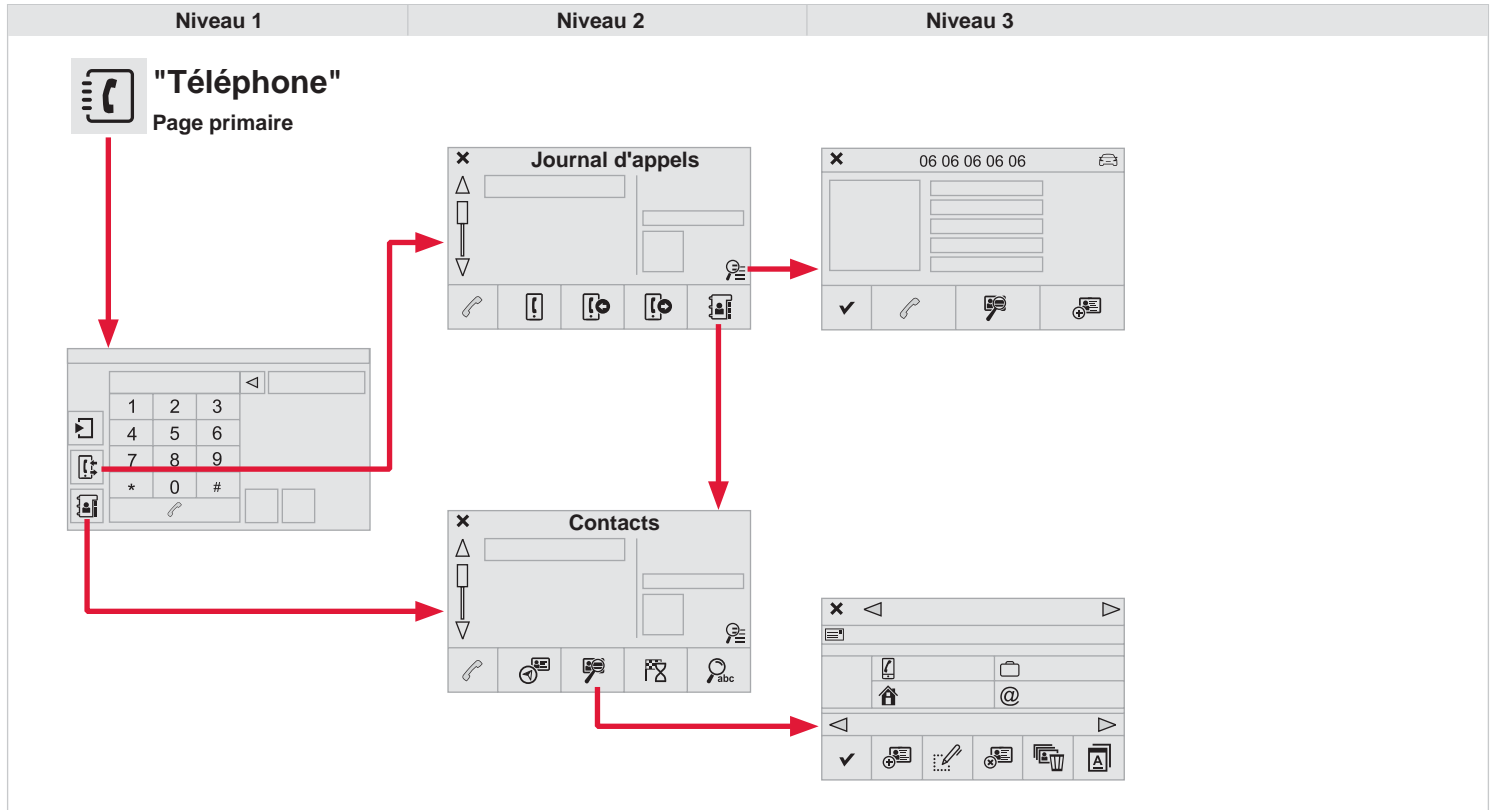 Niveau 1
Niveau 2
Niveau 3
"Téléphone"
Page primaire
Journal d'appels
06 06 06 06 06
1 2 3
4 5 6
7 8 9
* 0 #
Contacts
abc
@
A